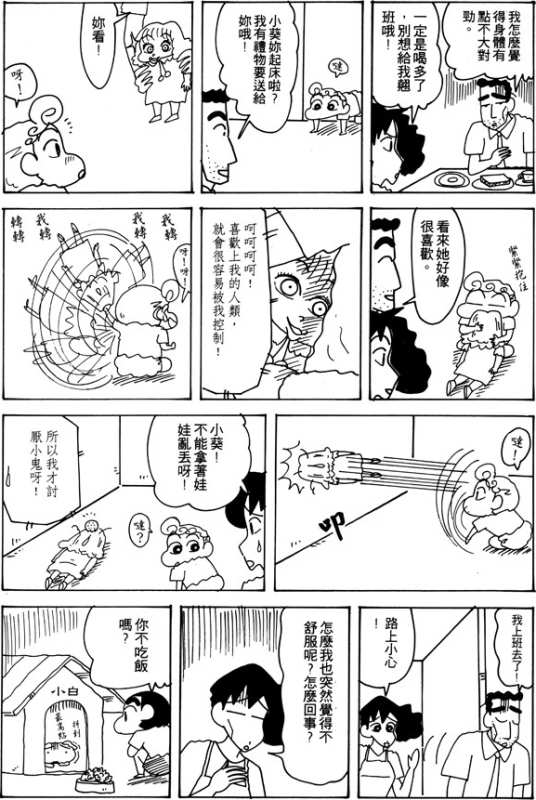 我怎麼覺
得身體有
點不大對
勁。
一定是喝多了
，別想給我翹
班哦！
噠
小葵妳起床啦？
我有禮物要送給
妳哦！
妳看！
呀！
緊緊抱住
看來她好像
很喜歡。
呵呵呵呵！
喜歡上我的人類，
就會很容易被我控制！
呀！呀！
我轉轉
我轉轉
噠！
叩
小葵！
不能拿著娃
娃亂丟呀！
噠？
所以我才討
厭小鬼呀！
我上班去了！
路上小心
！
怎麼我也突然覺得不
舒服呢？怎麼回事？
你不吃飯
嗎？
小白